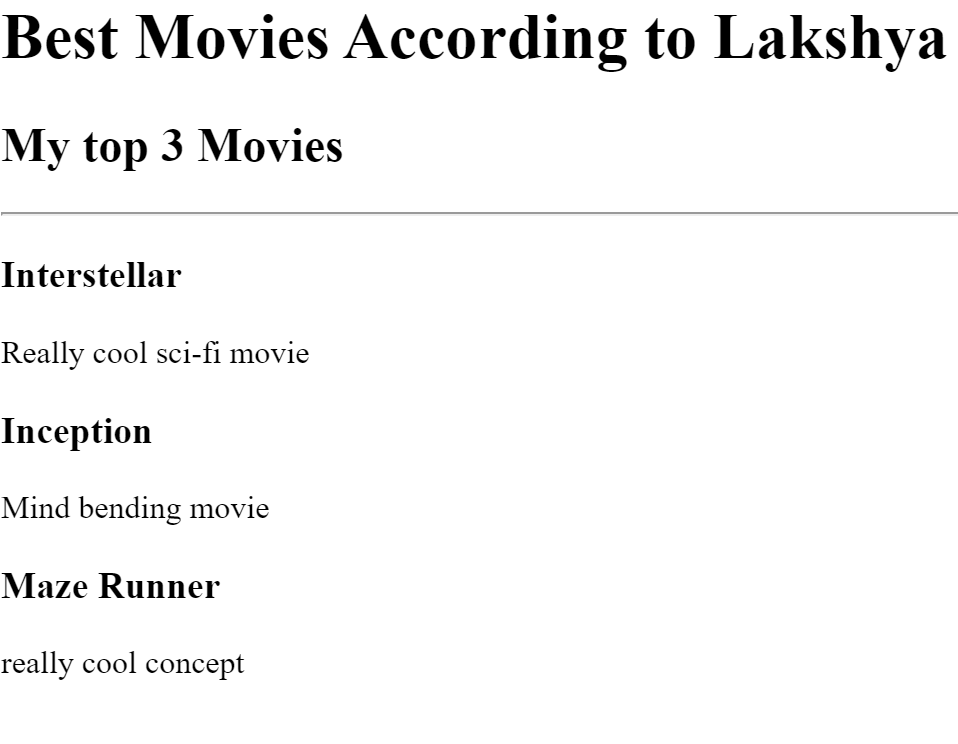 Best Movies According to Lakshya
My top 3 Movies
Interstellar
Really cool sci-fi movie
Inception
Mind bending movie
Maze Runner
really cool concept